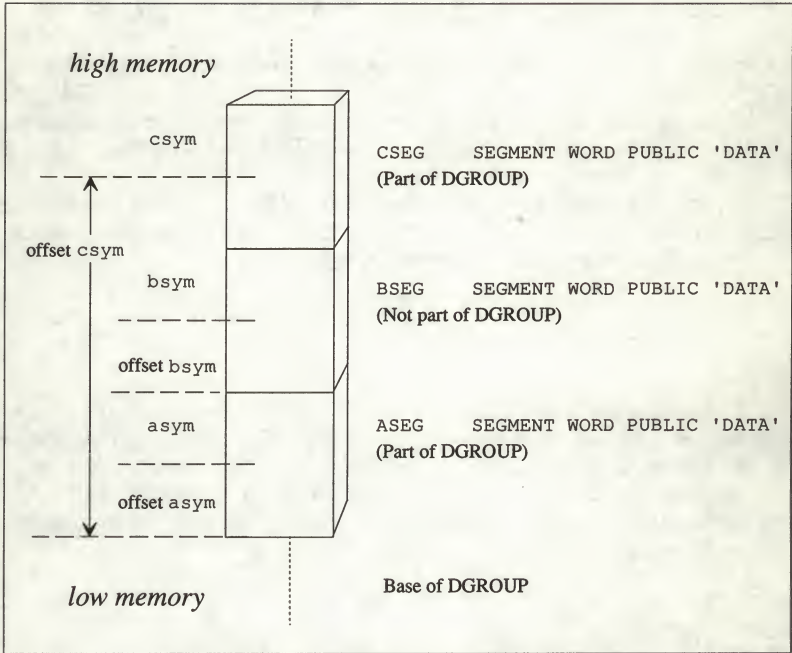 high memory
csym
CSEG SEGMENT WORD PUBLIC 'DATA'
(Part of DGROUP)
offset csym
bsym
BSEG SEGMENT WORD PUBLIC 'DATA'
(Not part of DGROUP)
offset bsym
asym
ASEG SEGMENT WORD PUBLIC 'DATA'
(Part of DGROUP)
offset asym
Base of DGROUP
low memory